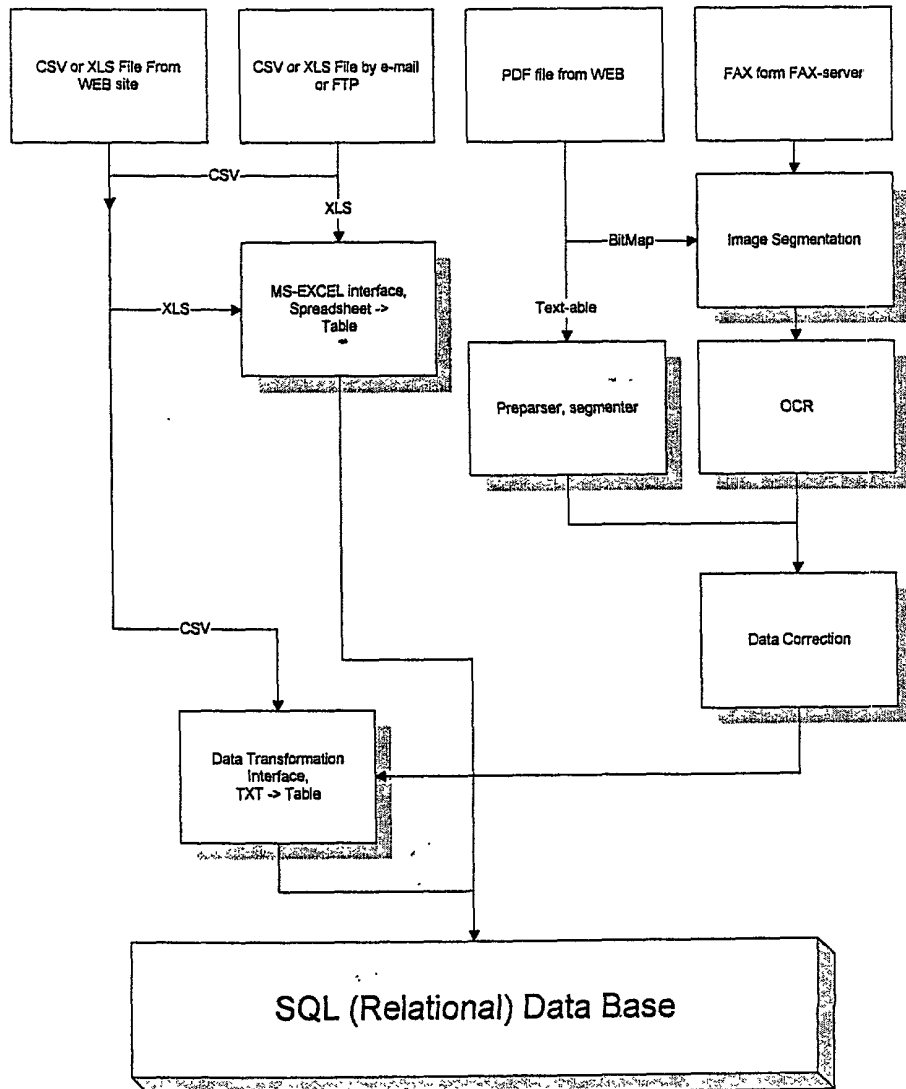 CSV or XLS File From
WEB site
CSV or XLS File by e-mail
or FTP
PDF file from WEB
FAX form FAX-server
CSV
XLS
BitMap
Image Segmentation
MS-EXCEL interface,
Spreadsheet ->
Table
XLS
Text-able
Preparser, segmenter
OCR
CSV
Data Correction
Data Transformation
Interface,
TXT -> Table
SQL (Relational) Data Base